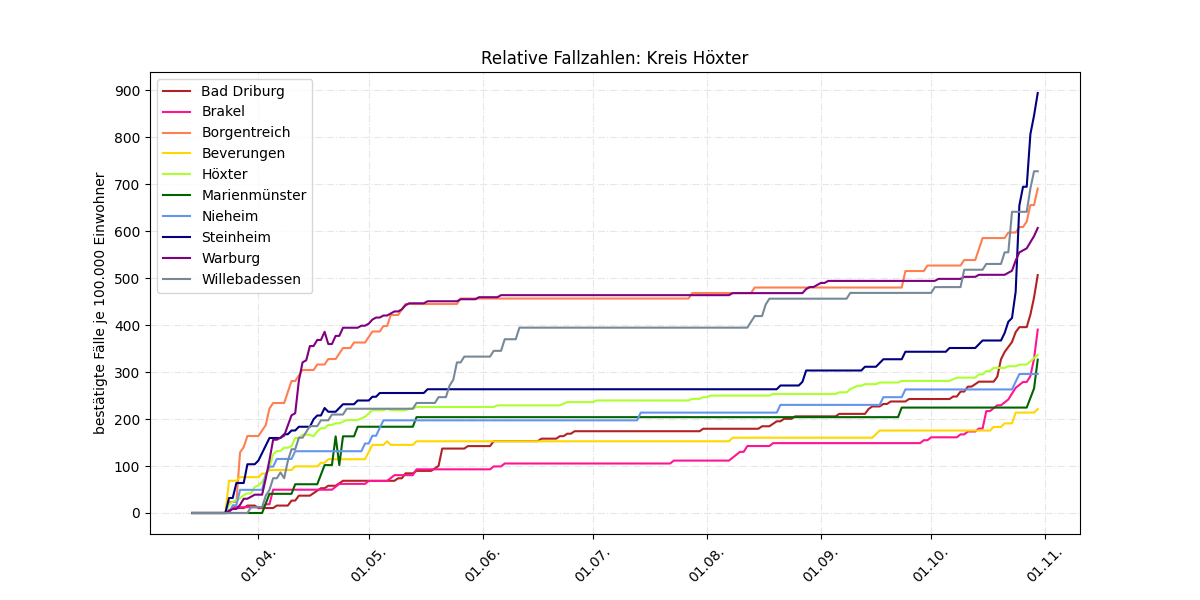 Relative Fallzahlen: Kreis Höxter
bestätigte Fälle je 100.000 Einwohner
900
800
700
600
500
400
300
200
100
0
Bad Driburg
Brakel
Borgentreich
Beverungen
Höxter
Marienmünster
Nieheim
Steinheim
Warburg
Willebadessen
01.04.
01.05.
01.06.
01.07.
01.08.
01.09.
01.10.
01.11.